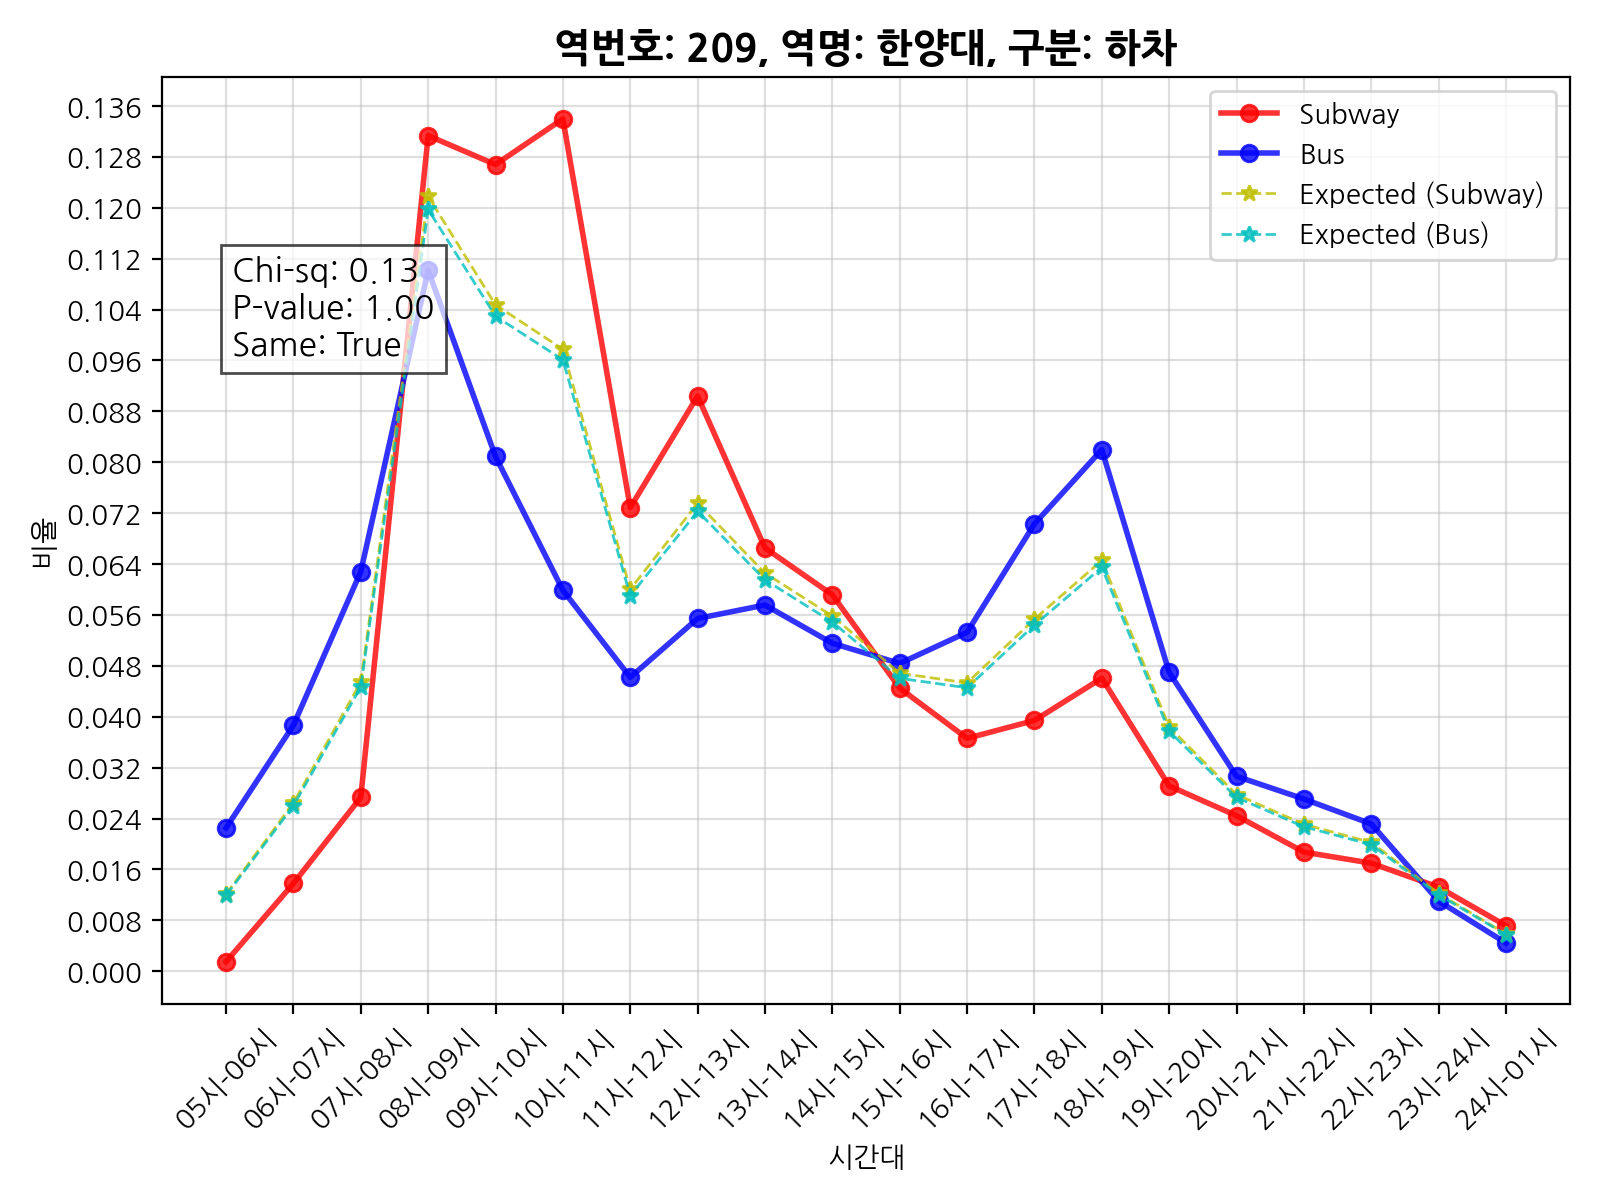 역번호: 209, 역명: 한양대, 구분: 하차
Subway
Bus
Expected (Subway)
Expected (Bus)
Chi-sq: 0.13
P-value: 1.00
Same: True
비율
0.136
0.128
0.120
0.112
0.104
0.096
0.088
0.080
0.072
0.064
0.056
0.048
0.040
0.032
0.024
0.016
0.008
0.000
05시-06시
06시-07시
07시-08시
08시-09시
09시-10시
10시-11시
11시-12시
12시-13시
13시-14시
14시-15시
15시-16시
16시-17시
17시-18시
18시-19시
19시-20시
20시-21시
21시-22시
22시-23시
23시-24시
24시-01시
시간대